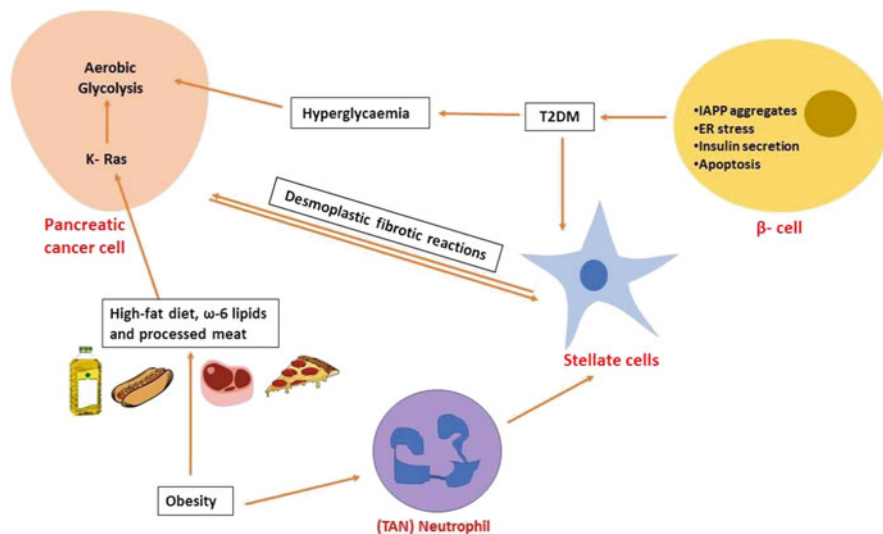 Aerobic
Glycolysis
K- Ras
Pancreatic
cancer cell
Hyperglycaemia
T2DM
•IAPP aggregates
•ER stress
•Insulin secretion
•Apoptosis
β- cell
Desmoplastic fibrotic reactions
Stellate cells
High-fat diet, ω-6 lipids
and processed meat
Obesity
(TAN) Neutrophil